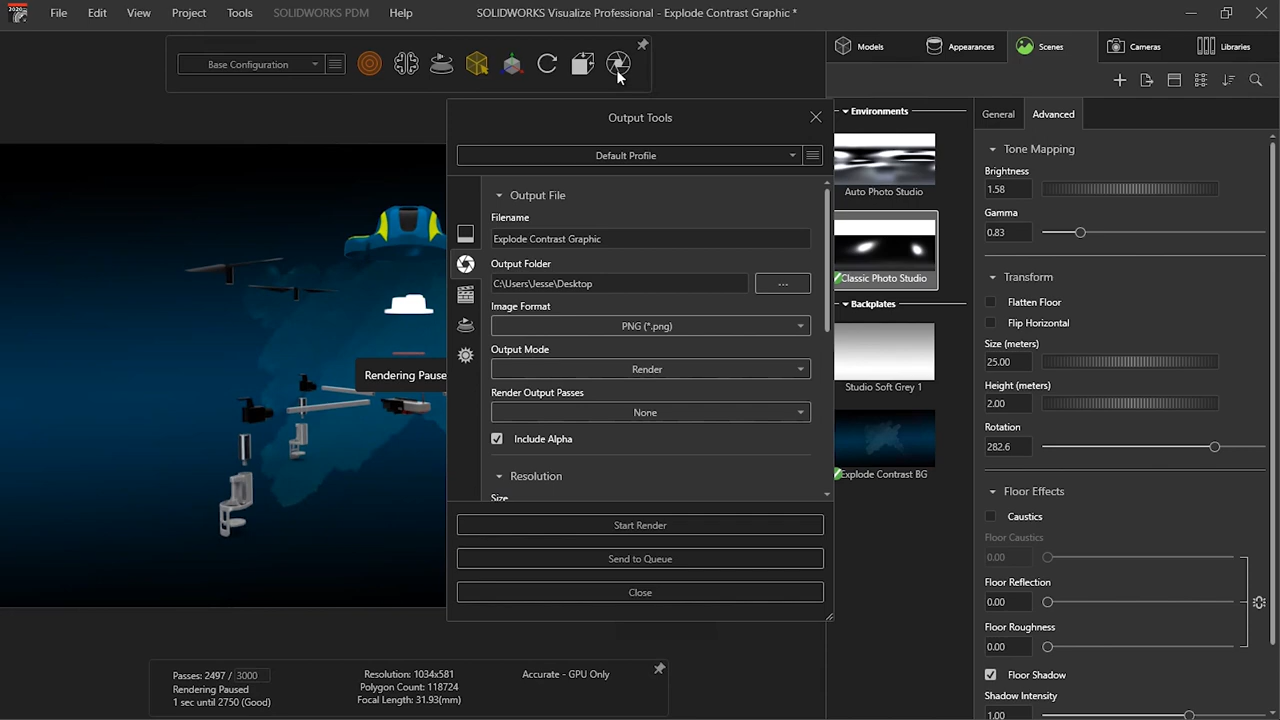 2020
File Edit View Project Tools SOLIDWORKS PDM Help
SOLIDWORKS Visualize Professional - Explode Contrast Graphic *
Base Configuration
Models Appearances Scenes Cameras Libraries
Output Tools
Default Profile
Output File
Filename
Explode Contrast Graphic
Output Folder
C:\Users\Jesse\Desktop
...
Image Format
PNG (*.png)
Output Mode
Render
Render Output Passes
None
Include Alpha
Resolution
Size
Start Render
Send to Queue
Close
Rendering Pause
Environments
Auto Photo Studio
Classic Photo Studio
Backplates
Studio Soft Grey 1
Explode Contrast BG
General Advanced
Tone Mapping
Brightness
1.58
Gamma
0.83
Transform
Flatten Floor
Flip Horizontal
Size (meters)
25.00
Height (meters)
2.00
Rotation
282.6
Floor Effects
Caustics
Floor Caustics
0.00
Floor Reflection
0.00
Floor Roughness
0.00
Floor Shadow
Shadow Intensity
1.00
Passes: 2497 / 3000
Rendering Paused
1 sec until 2750 (Good)
Resolution: 1034x581
Polygon Count: 118724
Focal Length: 31.93(mm)
Accurate - GPU Only